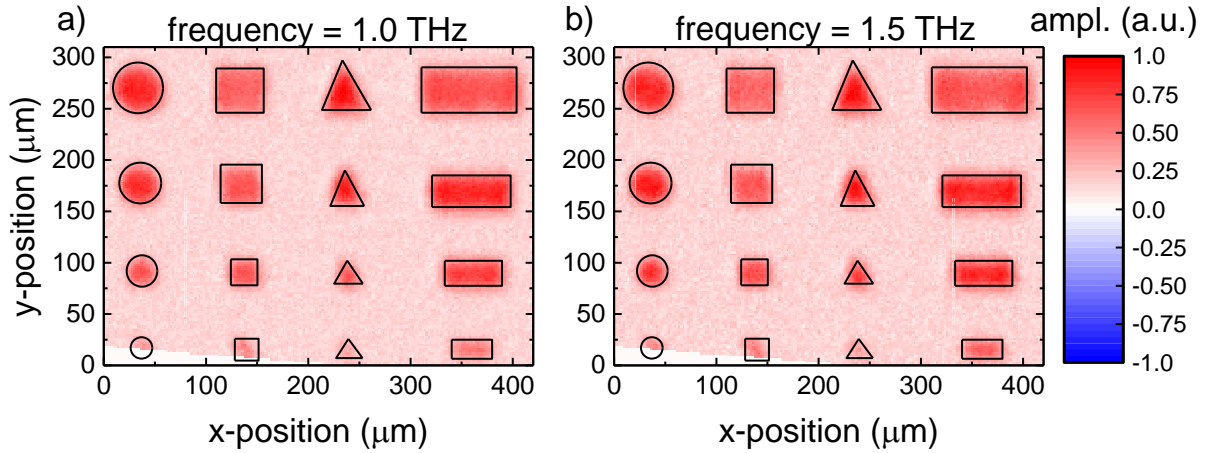 a) frequency = 1.0 THz
b) frequency = 1.5 THz
ampl. (a.u.)
y-position (μm)
300
250
200
150
100
50
0
0 100 200 300 400
x-position (μm)
300
250
200
150
100
50
0
0 100 200 300 400
x-position (μm)
1.0
0.75
0.50
0.25
0.0
-0.25
-0.50
-0.75
-1.0